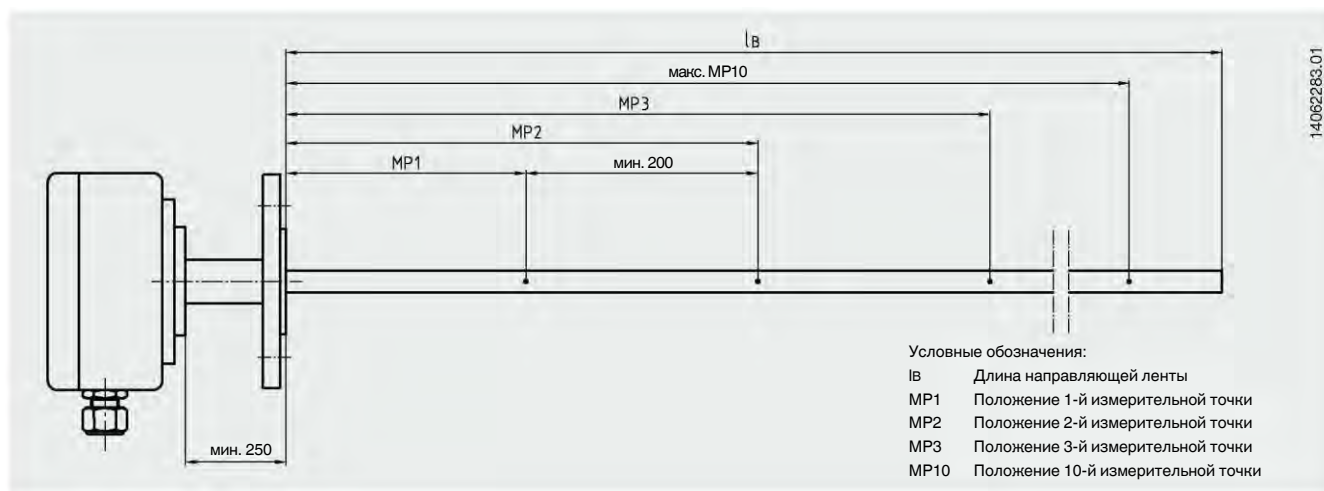 lB
макс. MP10
MP3
MP2
MP1
мин. 200
мин. 250
14062283.01
Условные обозначения:
lB Длина направляющей ленты
MP1 Положение 1-й измерительной точки
MP2 Положение 2-й измерительной точки
MP3 Положение 3-й измерительной точки
MP10 Положение 10-й измерительной точки